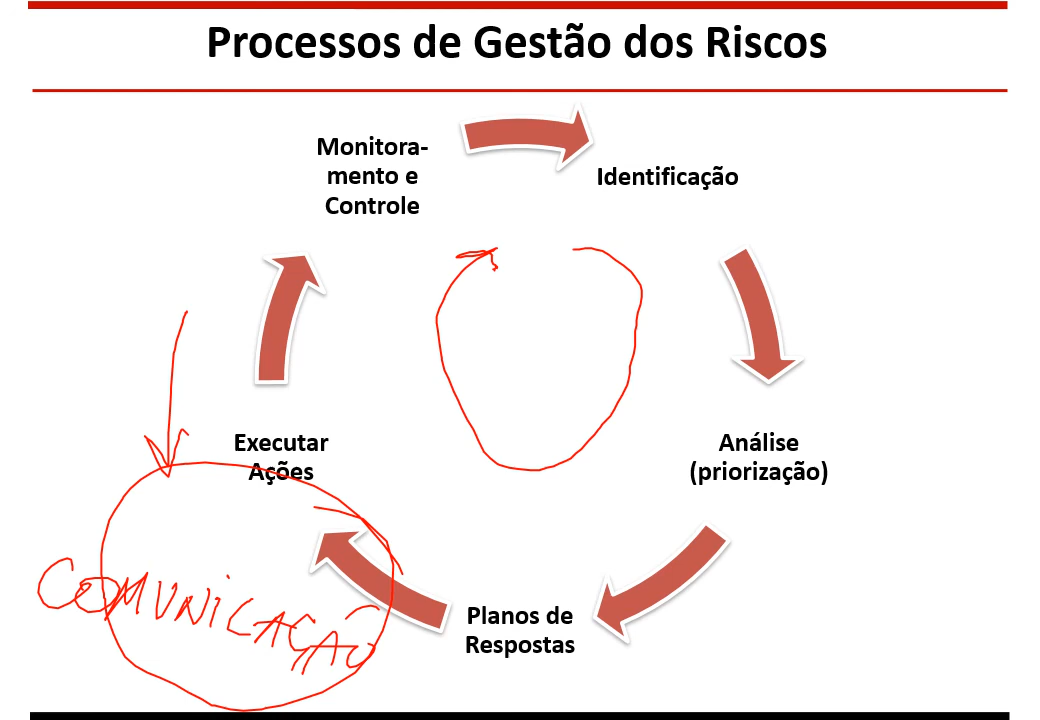 Processos de Gestão dos Riscos
Monitora-
mento e
Controle
Identificação
Executar
Ações
Análise
(priorização)
COMUNICAÇÃO
Planos de
Respostas